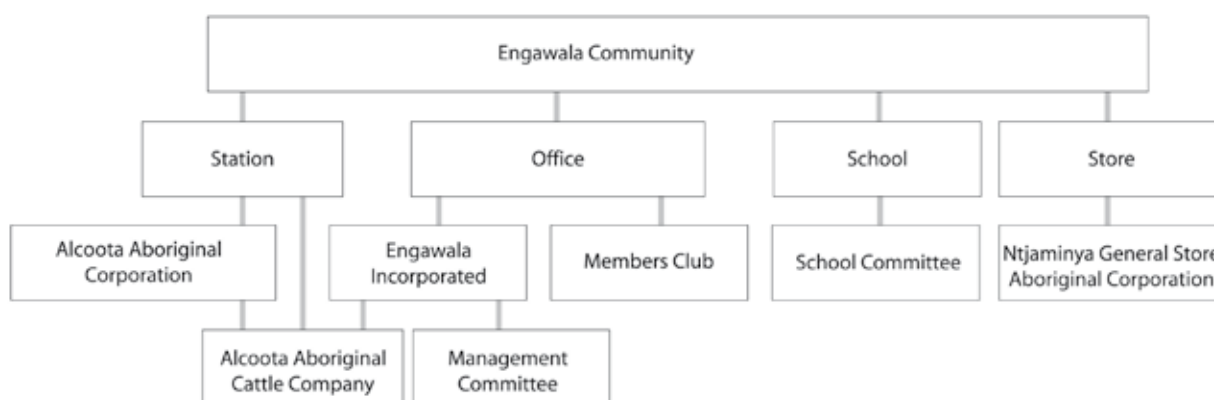 Engawala Community
Station
Office
School
Store
Alcoota Aboriginal
Corporation
Engawala
Incorporated
Members Club
School Committee
Ntjaminya General Store
Aboriginal Corporation
Alcoota Aboriginal
Cattle Company
Management
Committee